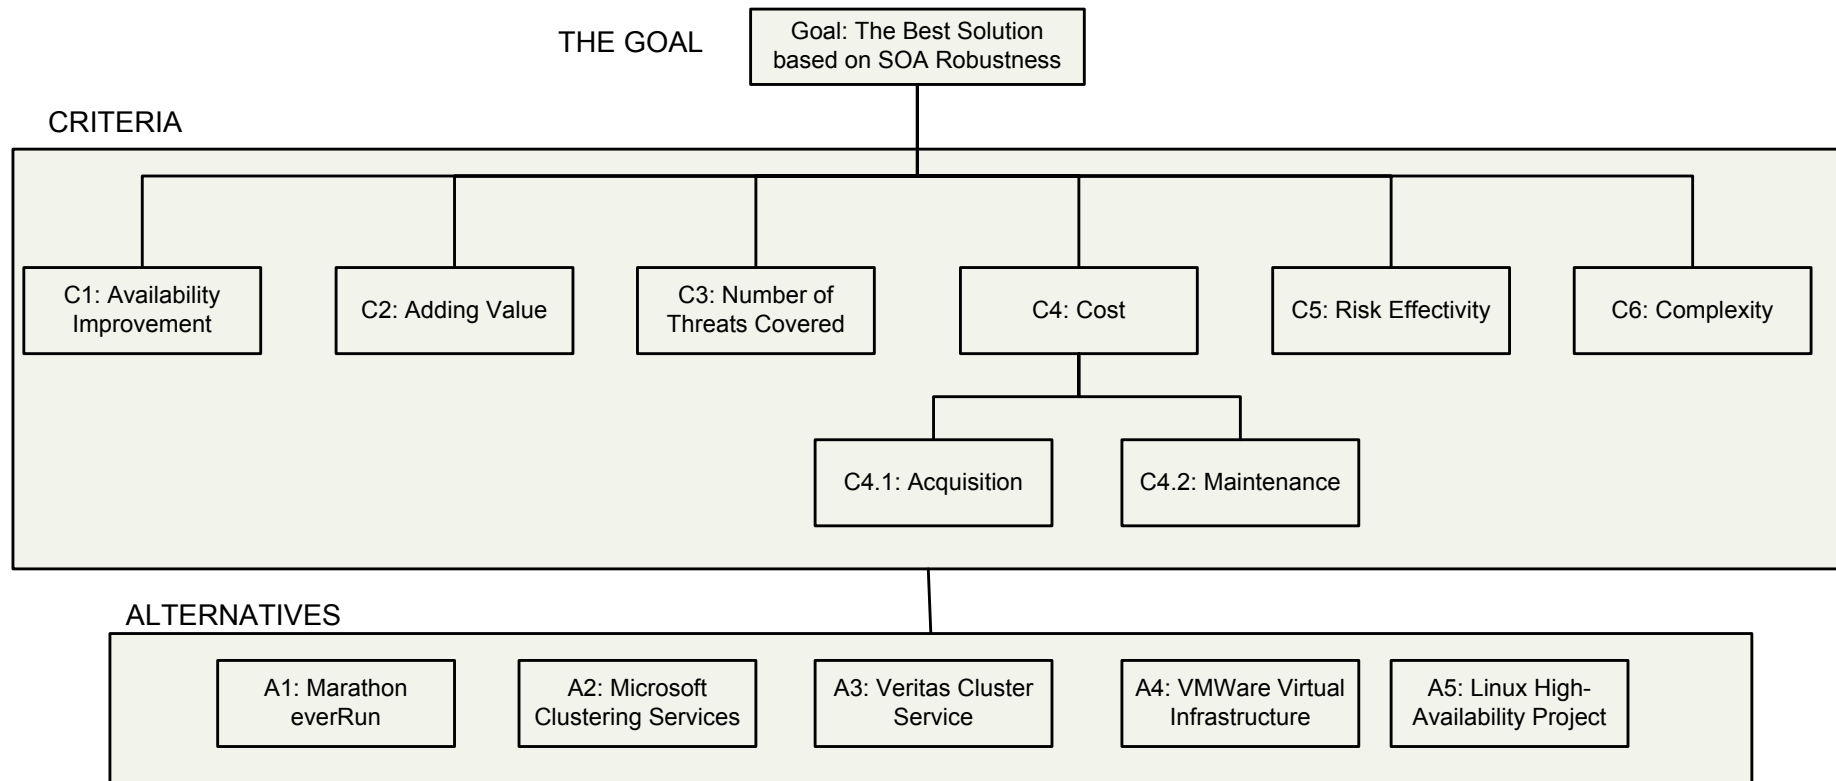 THE GOAL
Goal: The Best Solution
based on SOA Robustness
CRITERIA
C1: Availability
Improvement
C2: Adding Value
C3: Number of
Threats Covered
C4: Cost
C5: Risk Effectivity
C6: Complexity
C4.1: Acquisition
C4.2: Maintenance
ALTERNATIVES
A1: Marathon
everRun
A2: Microsoft
Clustering Services
A3: Veritas Cluster
Service
A4: VMWare Virtual
Infrastructure
A5: Linux High-
Availability Project